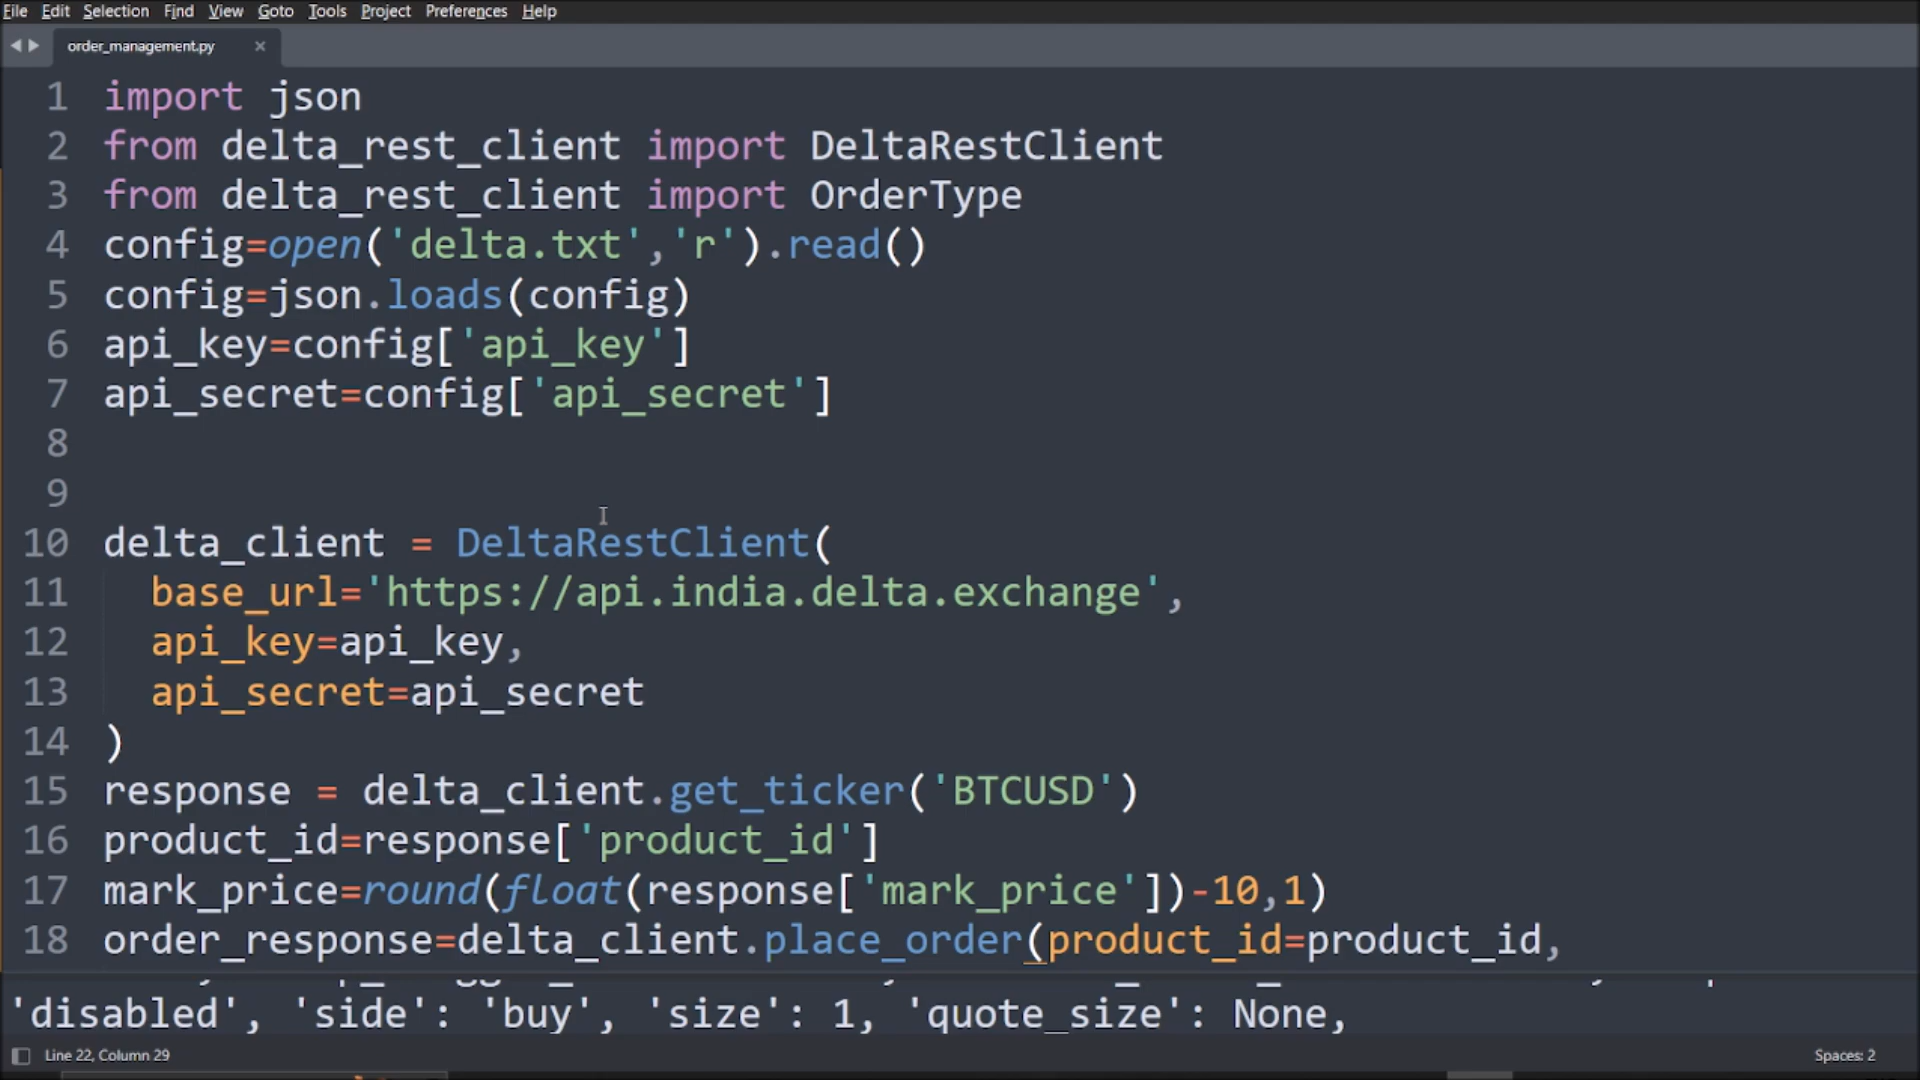 File Edit Selection Find View Goto Tools Project Preferences Help
order_management.py ×
1 import json
2 from delta_rest_client import DeltaRestClient
3 from delta_rest_client import OrderType
4 config=open('delta.txt','r').read()
5 config=json.loads(config)
6 api_key=config['api_key']
7 api_secret=config['api_secret']
8
9
10 delta_client = DeltaRestClient(
11   base_url='https://api.india.delta.exchange',
12   api_key=api_key,
13   api_secret=api_secret
14 )
15 response = delta_client.get_ticker('BTCUSD')
16 product_id=response['product_id']
17 mark_price=round(float(response['mark_price'])-10,1)
18 order_response=delta_client.place_order(product_id=product_id,
'disabled', 'side': 'buy', 'size': 1, 'quote_size': None,
Line 22, Column 29 Spaces: 2